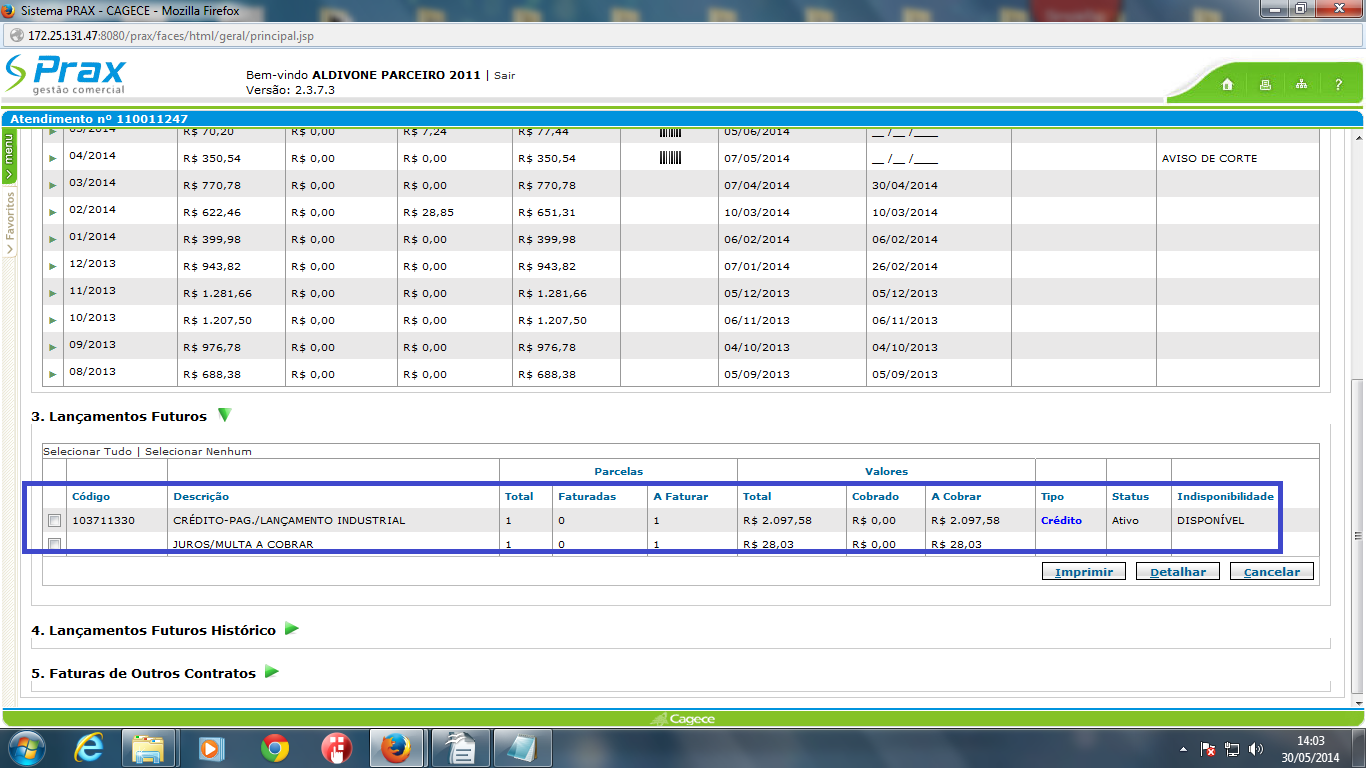 Sistema PRAX - CAGECE - Mozilla Firefox
172.25.131.47:8080/prax/faces/html/geral/principal.jsp
Prax
gestão comercial
Bem-vindo ALDIVONE PARCEIRO 2011 | Sair
Versão: 2.3.7.3
?
Atendimento nº 110011247
menu
Favoritos
05/2014 R$ 70,20 R$ 0,00 R$ 7,24 R$ 77,44 05/06/2014 __ /__ /____
04/2014 R$ 350,54 R$ 0,00 R$ 0,00 R$ 350,54 07/05/2014 __ /__ /____ AVISO DE CORTE
03/2014 R$ 770,78 R$ 0,00 R$ 0,00 R$ 770,78 07/04/2014 30/04/2014
02/2014 R$ 622,46 R$ 0,00 R$ 28,85 R$ 651,31 10/03/2014 10/03/2014
01/2014 R$ 399,98 R$ 0,00 R$ 0,00 R$ 399,98 06/02/2014 06/02/2014
12/2013 R$ 943,82 R$ 0,00 R$ 0,00 R$ 943,82 07/01/2014 26/02/2014
11/2013 R$ 1.281,66 R$ 0,00 R$ 0,00 R$ 1.281,66 05/12/2013 05/12/2013
10/2013 R$ 1.207,50 R$ 0,00 R$ 0,00 R$ 1.207,50 06/11/2013 06/11/2013
09/2013 R$ 976,78 R$ 0,00 R$ 0,00 R$ 976,78 04/10/2013 04/10/2013
08/2013 R$ 688,38 R$ 0,00 R$ 0,00 R$ 688,38 05/09/2013 05/09/2013
3. Lançamentos Futuros
Selecionar Tudo | Selecionar Nenhum
Parcelas Valores
Código Descrição Total Faturadas A Faturar Total Cobrado A Cobrar Tipo Status Indisponibilidade
103711330 CRÉDITO-PAG./LANÇAMENTO INDUSTRIAL 1 0 1 R$ 2.097,58 R$ 0,00 R$ 2.097,58 Crédito Ativo DISPONÍVEL
JUROS/MULTA A COBRAR 1 0 1 R$ 28,03 R$ 0,00 R$ 28,03
Imprimir Detalhar Cancelar
4. Lançamentos Futuros Histórico
5. Faturas de Outros Contratos
Cagece
14:03
30/05/2014